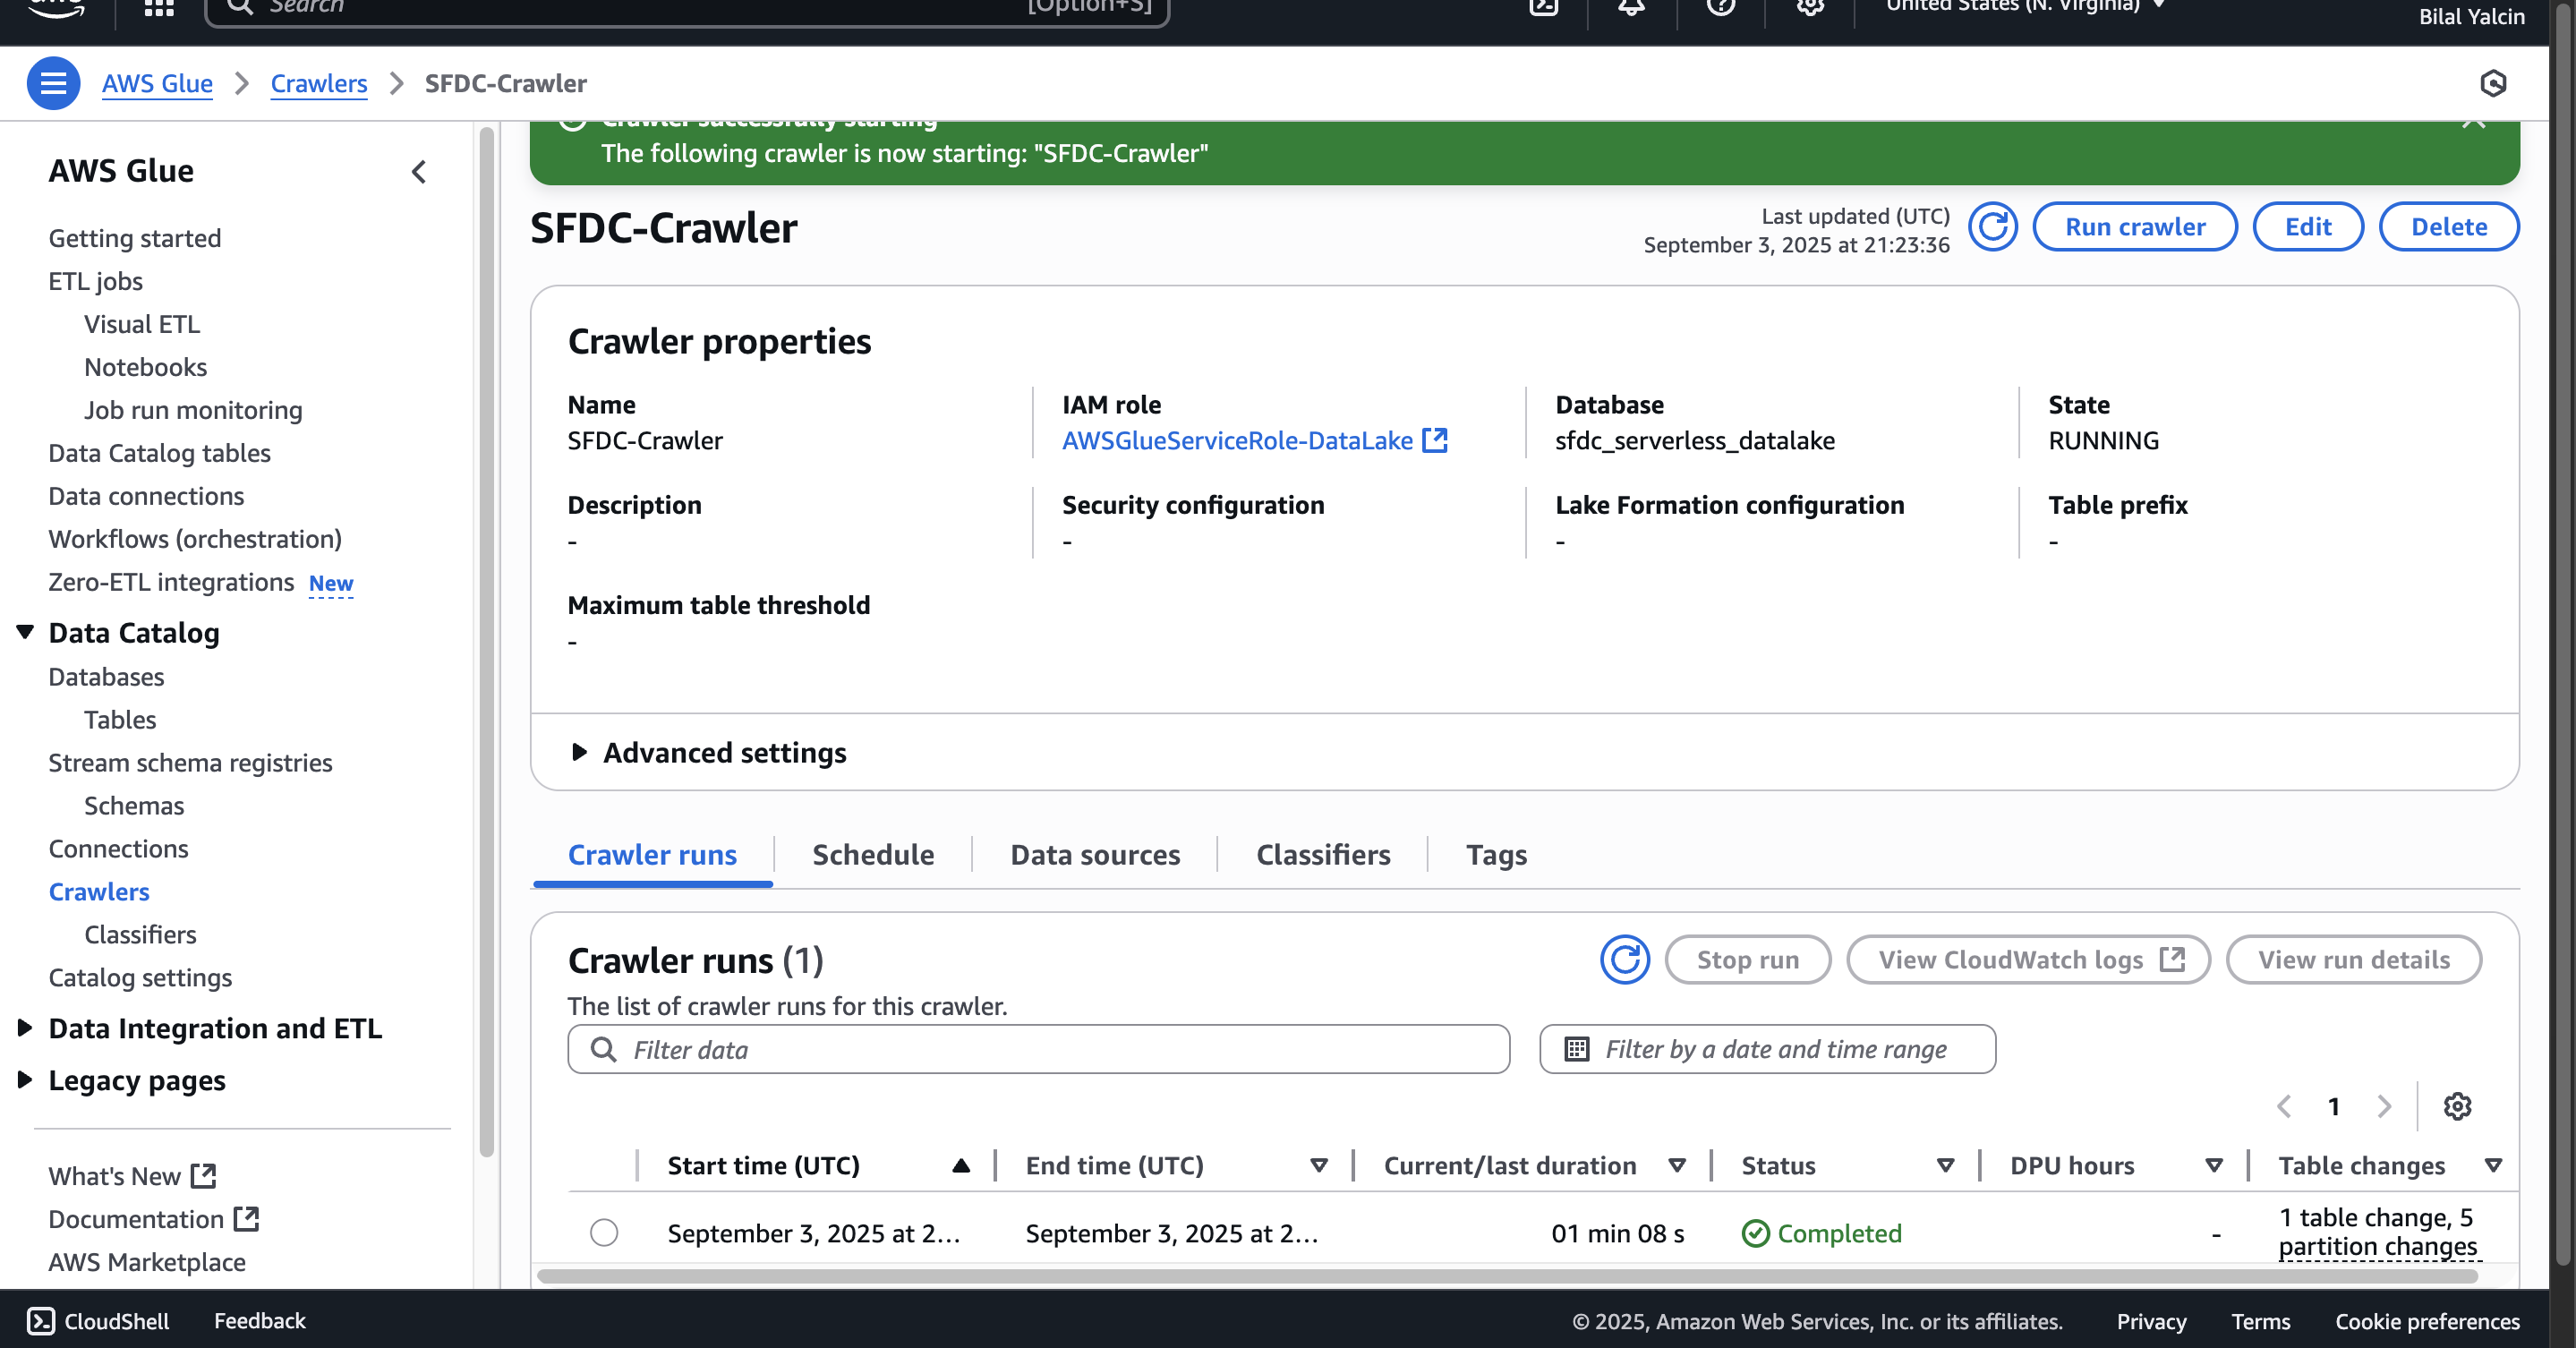 Search
[Option+S]
United States (N. Virginia)
Bilal Yalcin
AWS Glue
Crawlers
SFDC-Crawler
AWS Glue
Getting started
ETL jobs
Visual ETL
Notebooks
Job run monitoring
Data Catalog tables
Data connections
Workflows (orchestration)
Zero-ETL integrations New
Data Catalog
Databases
Tables
Stream schema registries
Schemas
Connections
Crawlers
Classifiers
Catalog settings
Data Integration and ETL
Legacy pages
What's New
Documentation
AWS Marketplace
Crawler successfully starting
The following crawler is now starting: "SFDC-Crawler"
SFDC-Crawler
Last updated (UTC)
September 3, 2025 at 21:23:36
Run crawler
Edit
Delete
Crawler properties
Name
SFDC-Crawler
IAM role
AWSGlueServiceRole-DataLake
Database
sfdc_serverless_datalake
State
RUNNING
Description
-
Security configuration
-
Lake Formation configuration
-
Table prefix
-
Maximum table threshold
-
Advanced settings
Crawler runs
Schedule
Data sources
Classifiers
Tags
Crawler runs (1)
The list of crawler runs for this crawler.
Stop run
View CloudWatch logs
View run details
Filter data
Filter by a date and time range
1
Start time (UTC)
End time (UTC)
Current/last duration
Status
DPU hours
Table changes
September 3, 2025 at 2...
September 3, 2025 at 2...
01 min 08 s
Completed
-
1 table change, 5
partition changes
CloudShell
Feedback
© 2025, Amazon Web Services, Inc. or its affiliates.
Privacy
Terms
Cookie preferences